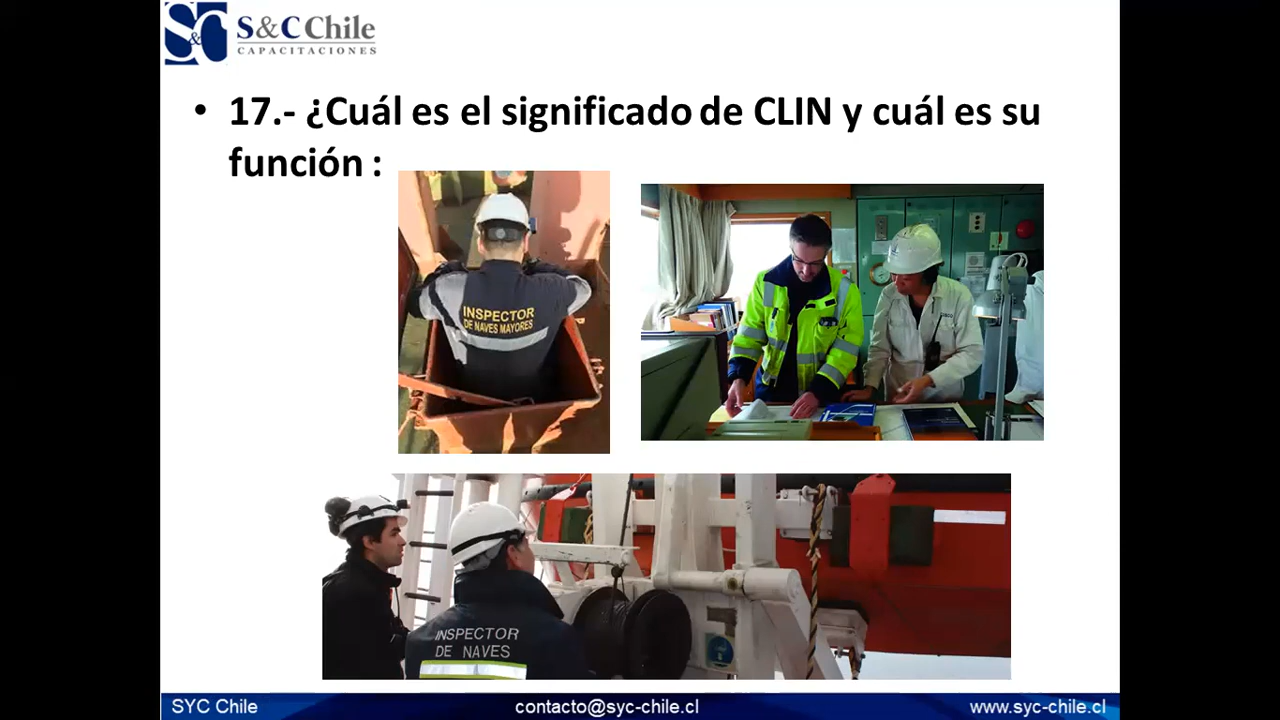 S&C
S&C Chile
CAPACITACIONES
• 17.- ¿Cuál es el significado de CLIN y cuál es su
función :
INSPECTOR
DE NAVES MAYORES
INSPECTOR
DE NAVES
SYC Chile
contacto@syc-chile.cl
www.syc-chile.cl